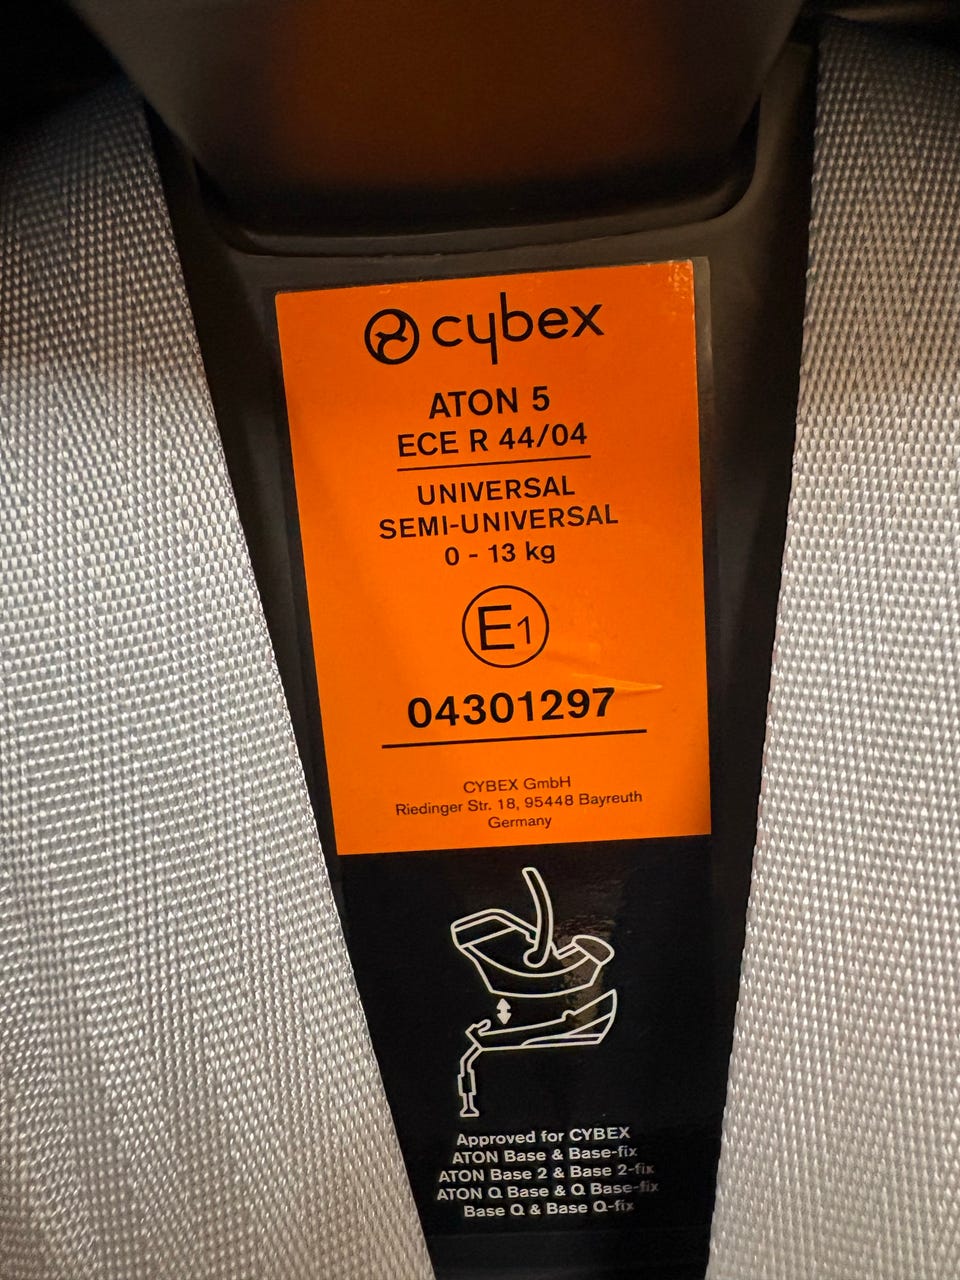 cybex
ATON 5
ECE R 44/04
UNIVERSAL
SEMI-UNIVERSAL
0 - 13 kg
E1
04301297
CYBEX GmbH
Riedinger Str. 18, 95448 Bayreuth
Germany
Approved for CYBEX
ATON Base & Base-fix
ATON Base 2 & Base 2-fix
ATON Q Base & Q Base-fix
Base Q & Base Q-fix